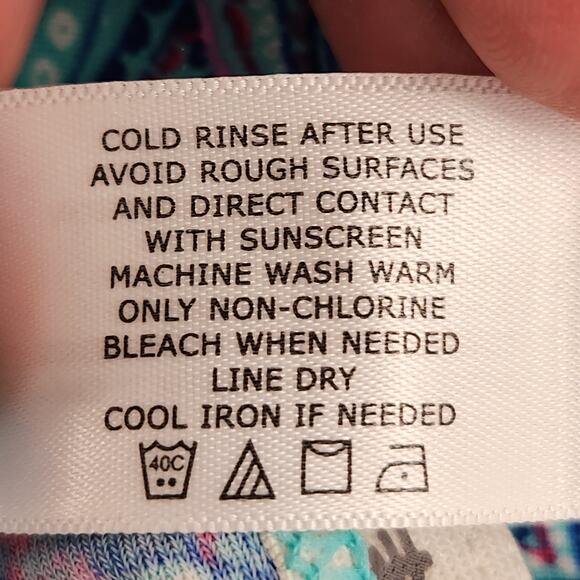 COLD RINSE AFTER USE
AVOID ROUGH SURFACES
AND DIRECT CONTACT
WITH SUNSCREEN
MACHINE WASH WARM
ONLY NON-CHLORINE
BLEACH WHEN NEEDED
LINE DRY
COOL IRON IF NEEDED
40C